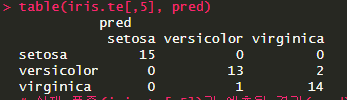 > table(iris.te[,5], pred)
pred
setosa versicolor virginica
setosa 15 0 0
versicolor 0 13 2
virginica 0 1 14